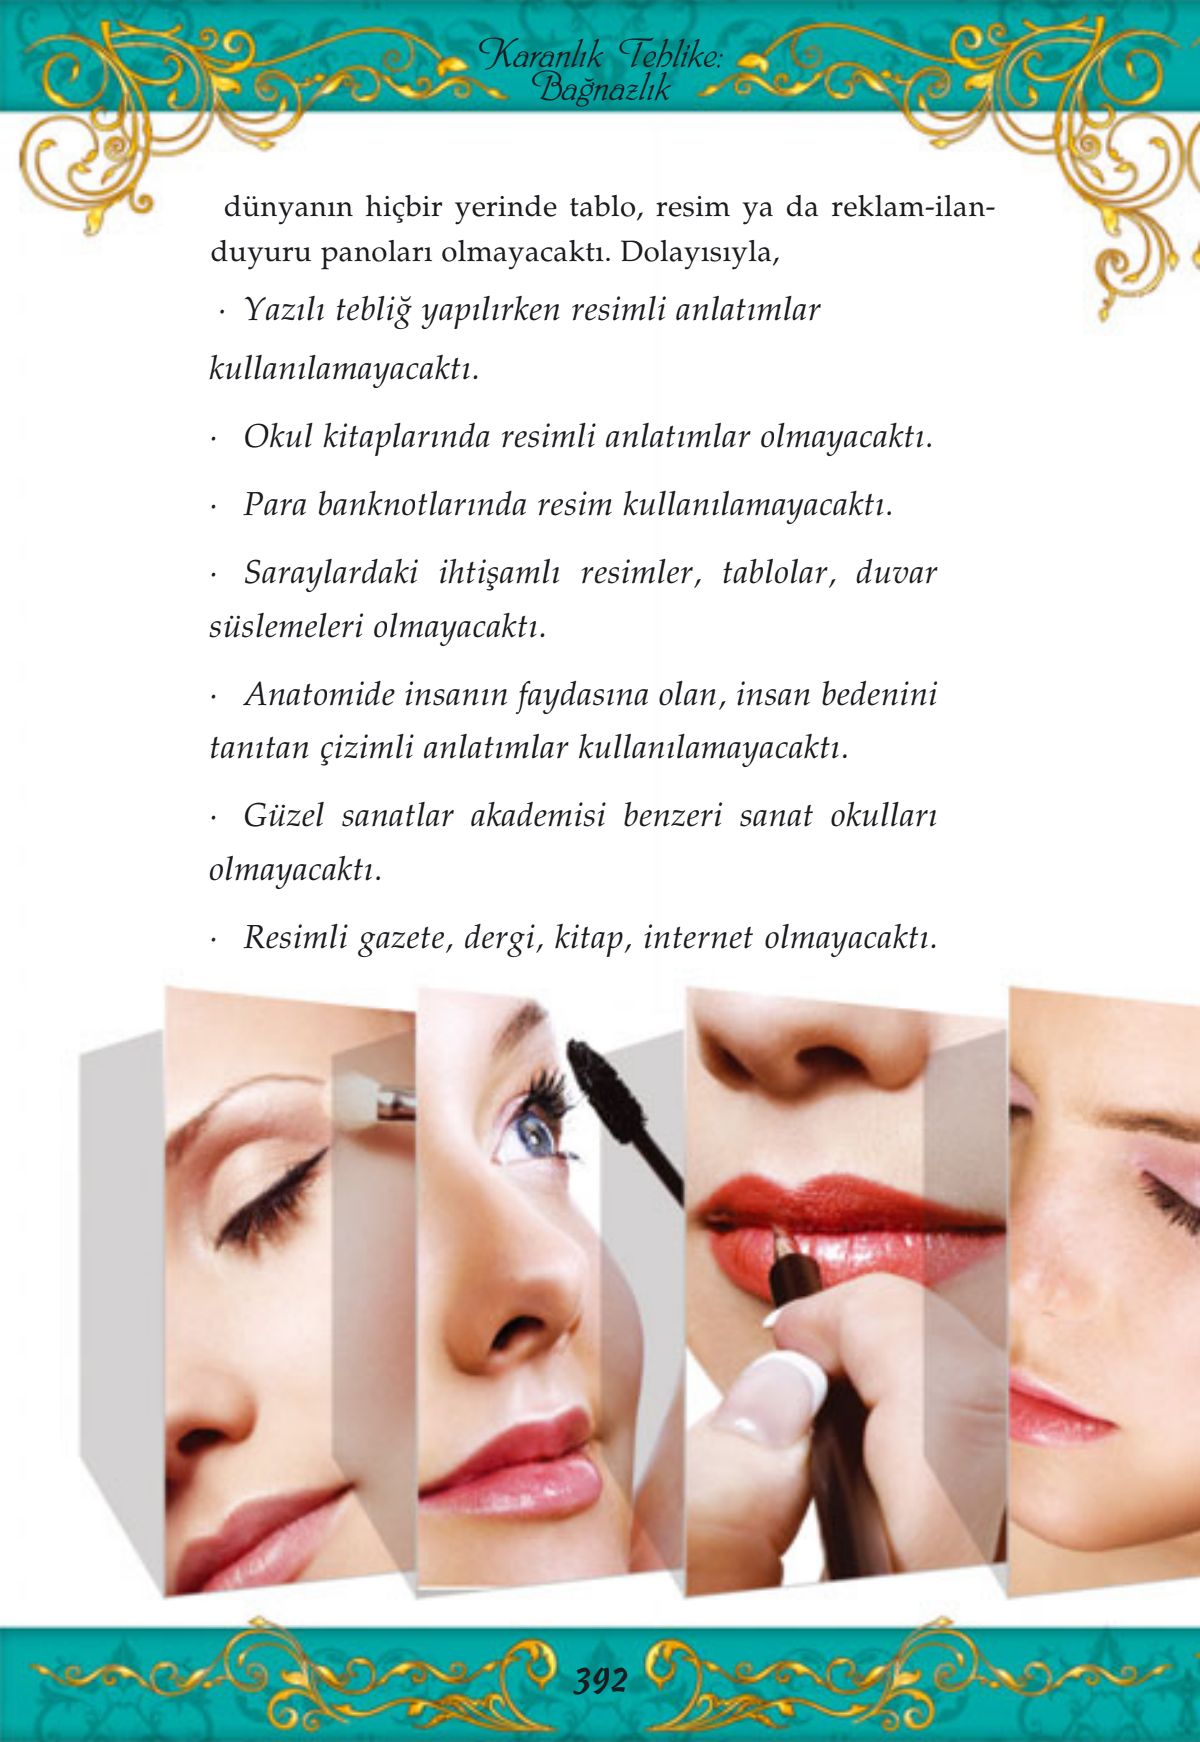 Karanlık Tehlike:
Bağnazlık
dünyanın hiçbir yerinde tablo, resim ya da reklam-ilan-
duyuru panoları olmayacaktı. Dolayısıyla,
· Yazılı tebliğ yapılırken resimli anlatımlar
kullanılamayacaktı.
· Okul kitaplarında resimli anlatımlar olmayacaktı.
· Para banknotlarında resim kullanılamayacaktı.
· Saraylardaki ihtişamlı resimler, tablolar, duvar
süslemeleri olmayacaktı.
· Anatomide insanın faydasına olan, insan bedenini
tanıtan çizimli anlatımlar kullanılamayacaktı.
· Güzel sanatlar akademisi benzeri sanat okulları
olmayacaktı.
· Resimli gazete, dergi, kitap, internet olmayacaktı.
392